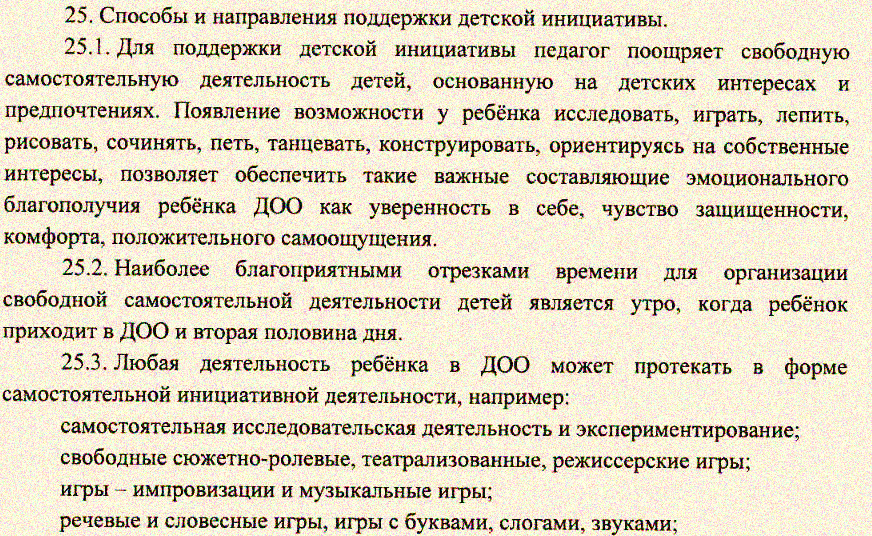 25. Способы и направления поддержки детской инициативы.
25.1. Для поддержки детской инициативы педагог поощряет свободную
самостоятельную деятельность детей, основанную на детских интересах и
предпочтениях. Появление возможности у ребёнка исследовать, играть, лепить,
рисовать, сочинять, петь, танцевать, конструировать, ориентируясь на собственные
интересы, позволяет обеспечить такие важные составляющие эмоционального
благополучия ребёнка ДОО как уверенность в себе, чувство защищенности,
комфорта, положительного самоощущения.
25.2. Наиболее благоприятными отрезками времени для организации
свободной самостоятельной деятельности детей является утро, когда ребёнок
приходит в ДОО и вторая половина дня.
25.3. Любая деятельность ребёнка в ДОО может протекать в форме
самостоятельной инициативной деятельности, например:
самостоятельная исследовательская деятельность и экспериментирование;
свободные сюжетно-ролевые, театрализованные, режиссерские игры;
игры – импровизации и музыкальные игры;
речевые и словесные игры, игры с буквами, слогами, звуками;